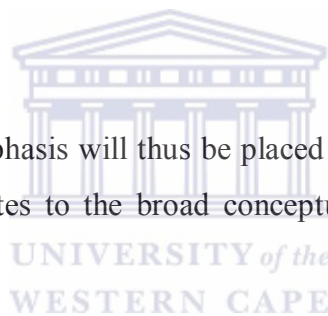 phasis will thus be placed
tes to the broad conceptu
UNIVERSITY of the
WESTERN CAPE